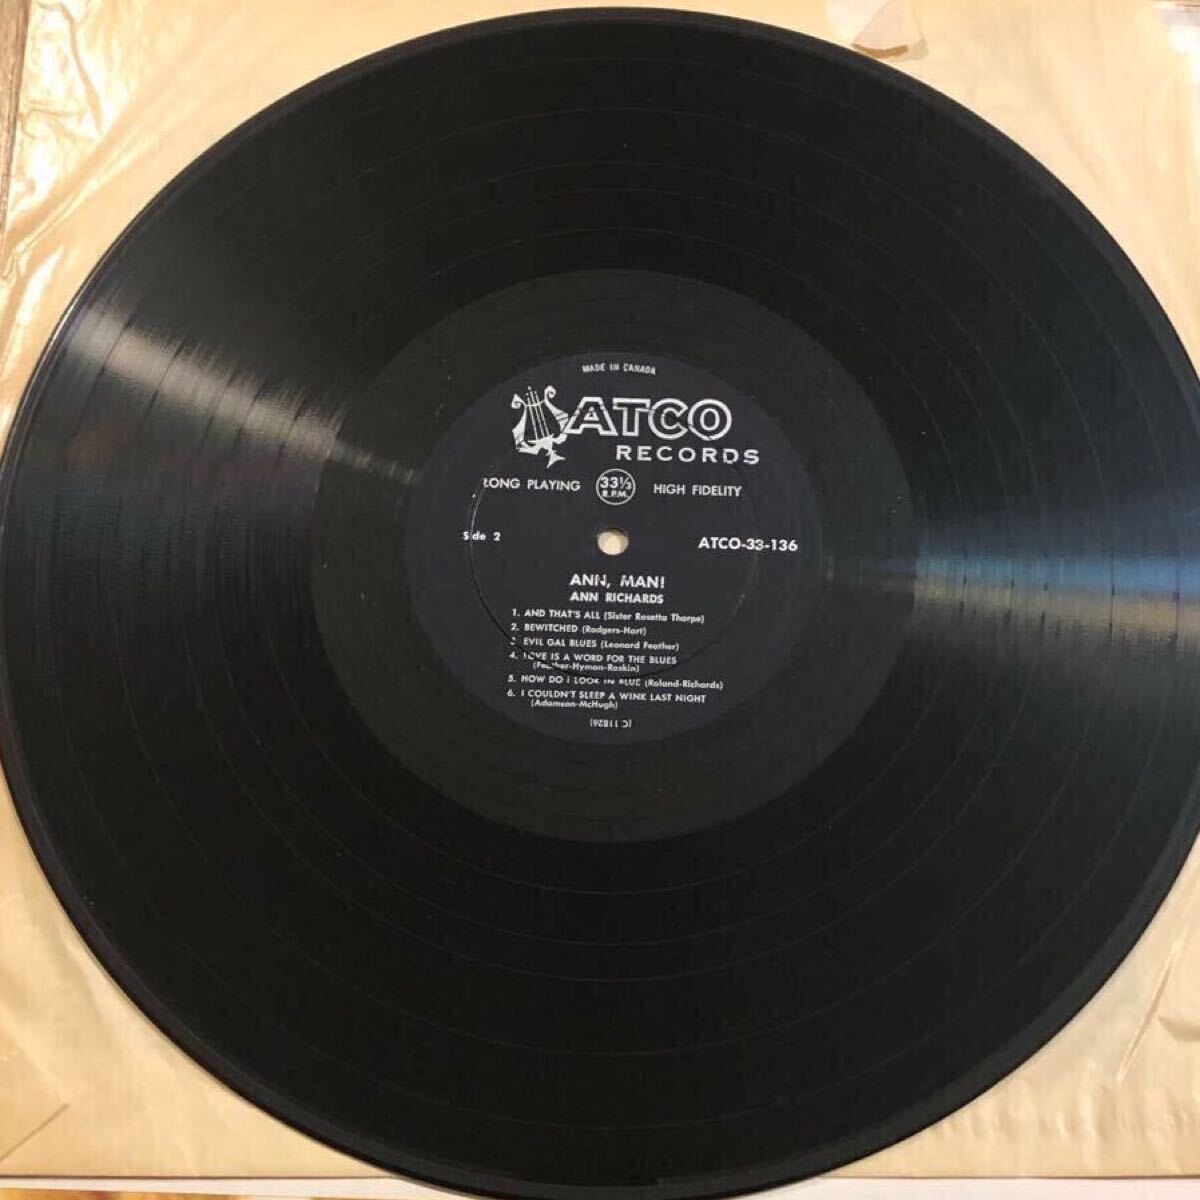 MADE IN CANADA
ATCO
RECORDS
LONG PLAYING 33⅓ R.P.M. HIGH FIDELITY
Side 2 ATCO-33-136
ANN, MAN!
ANN RICHARDS
1. AND THAT'S ALL (Sister Rosetta Tharpe)
2. BEWITCHED (Rodgers-Hart)
3 EVIL GAL BLUES (Leonard Feather)
4. LOVE IS A WORD FOR THE BLUES
(Feather-Hyman-Raskin)
5. HOW DO I LOOK IN BLUE (Roland-Richards)
6. I COULDN'T SLEEP A WINK LAST NIGHT
(Adamson-McHugh)
(C 11826)